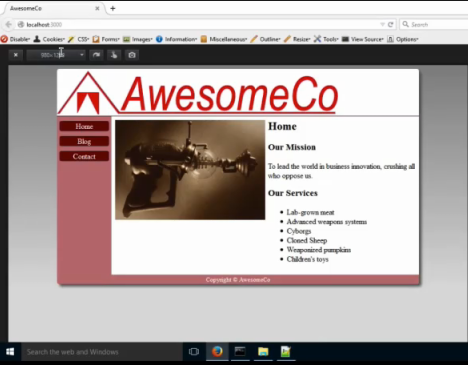 AwesomeCo
localhost:3000
Search
Disable Cookies CSS Forms Images Information Miscellaneous Outline Resize Tools View Source Options
AwesomeCo
Home
Blog
Contact
Home
Our Mission
To lead the world in business innovation, crushing all
who oppose us.
Our Services
Lab-grown meat
Advanced weapons systems
Cyborgs
Cloned Sheep
Weaponized pumpkins
Children's toys
Copyright © AwesomeCo
Search the web and Windows